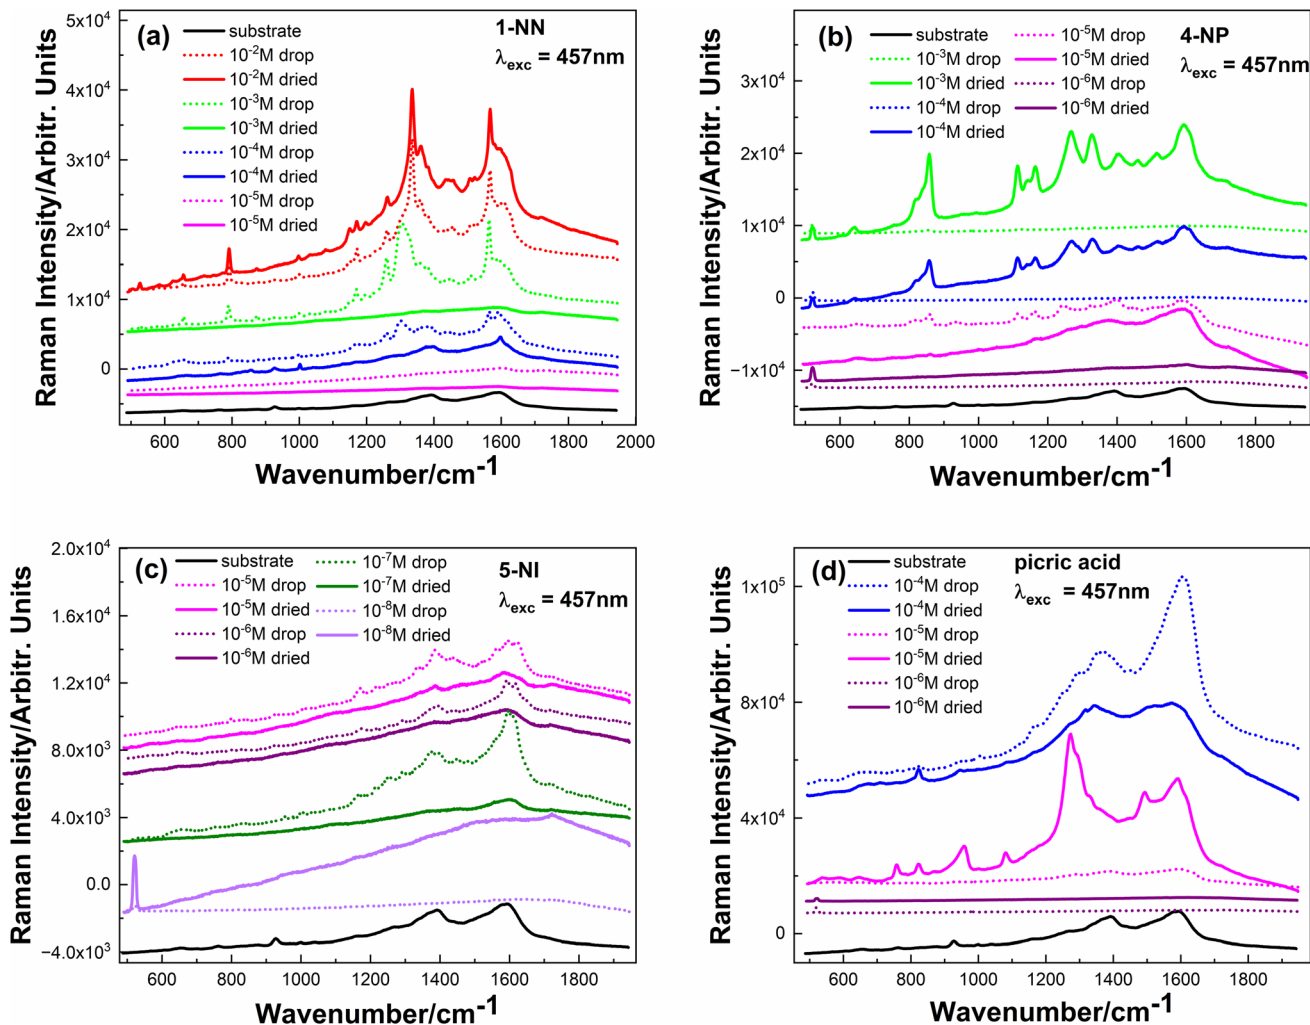 (a)
1-NN
λexc = 457nm
substrate
10⁻²M drop
10⁻²M dried
10⁻³M drop
10⁻³M dried
10⁻⁴M drop
10⁻⁴M dried
10⁻⁵M drop
10⁻⁵M dried
Raman Intensity/Arbitr. Units
5x10⁴
4x10⁴
3x10⁴
2x10⁴
1x10⁴
0
600 800 1000 1200 1400 1600 1800 2000
Wavenumber/cm⁻¹
(b)
4-NP
λexc = 457nm
substrate
10⁻³M drop
10⁻³M dried
10⁻⁴M drop
10⁻⁴M dried
10⁻⁵M drop
10⁻⁵M dried
10⁻⁶M drop
10⁻⁶M dried
Raman Intensity/Arbitr. Units
3x10⁴
2x10⁴
1x10⁴
0
−1x10⁴
600 800 1000 1200 1400 1600 1800
Wavenumber/cm⁻¹
(c)
5-NI
λexc = 457nm
substrate
10⁻⁵M drop
10⁻⁵M dried
10⁻⁶M drop
10⁻⁶M dried
10⁻⁷M drop
10⁻⁷M dried
10⁻⁸M drop
10⁻⁸M dried
Raman Intensity/Arbitr. Units
2.0x10⁴
1.6x10⁴
1.2x10⁴
8.0x10³
4.0x10³
0.0
−4.0x10³
600 800 1000 1200 1400 1600 1800
Wavenumber/cm⁻¹
(d)
picric acid
λexc = 457nm
substrate
10⁻⁴M drop
10⁻⁴M dried
10⁻⁵M drop
10⁻⁵M dried
10⁻⁶M drop
10⁻⁶M dried
Raman Intensity/Arbitr. Units
1x10⁵
8x10⁴
4x10⁴
0
600 800 1000 1200 1400 1600 1800
Wavenumber/cm⁻¹